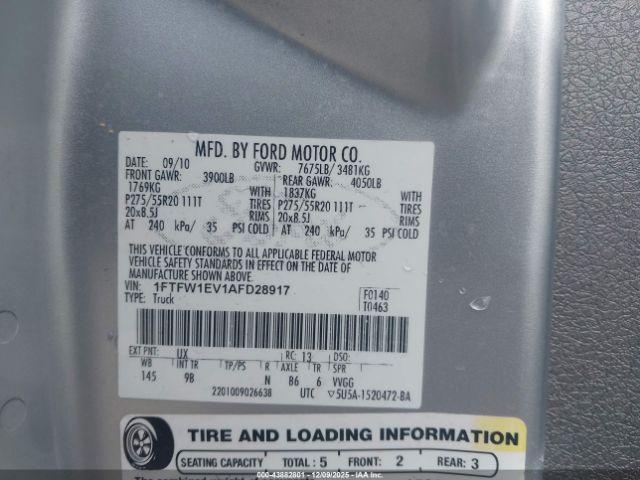 MFD. BY FORD MOTOR CO.
DATE: 09/10 GVWR: 7675LB/ 3481KG
FRONT GAWR: 3900LB REAR GAWR: 4050LB
1769KG WITH 1837KG WITH
P275/55R20 111T TIRES P275/55R20 111T TIRES
20x8.5J RIMS 20x8.5J RIMS
AT 240 kPa/ 35 PSI COLD AT 240 kPa/ 35 PSI COLD
THIS VEHICLE CONFORMS TO ALL APPLICABLE FEDERAL MOTOR
VEHICLE SAFETY STANDARDS IN EFFECT ON THE DATE OF
MANUFACTURE SHOWN ABOVE.
VIN: 1FTFW1EV1AFD28917 F0140
TYPE: Truck T0463
EXT PNT: UX RC: 13 DSO:
WB INT TR TP/PS R AXLE TR SPR
145 9B N B6 6 VVGG
2201009026638 UTC ▽5U5A-1520472-BA
TIRE AND LOADING INFORMATION
SEATING CAPACITY TOTAL: 5 FRONT: 2 REAR: 3
© 000-43882801 - 12/09/2025 - IAAI.COM